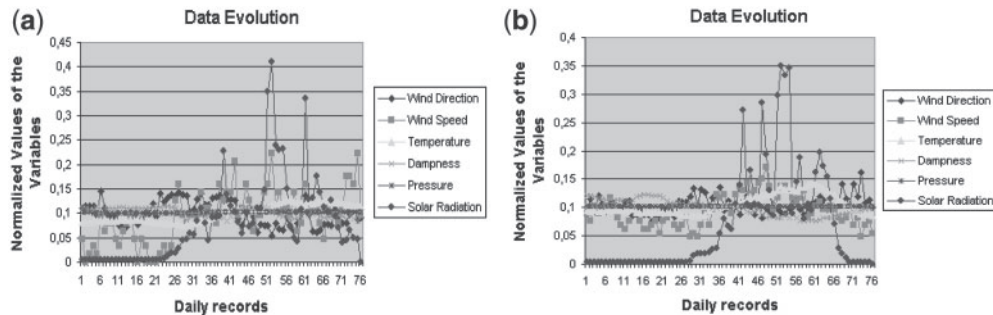 (a)
Data Evolution
Normalized Values of the
Variables
0,45
0,4
0,35
0,3
0,25
0,2
0,15
0,1
0,05
0
1 6 11 16 21 26 31 36 41 46 51 56 61 66 71 76
Daily records
Wind Direction
Wind Speed
Temperature
Dampness
Pressure
Solar Radiation
(b)
Data Evolution
Normalized Values of the
Variables
0,4
0,35
0,3
0,25
0,2
0,15
0,1
0,05
0
1 6 11 16 21 26 31 36 41 46 51 56 61 66 71 76
Daily records
Wind Direction
Wind Speed
Temperature
Dampness
Pressure
Solar Radiation